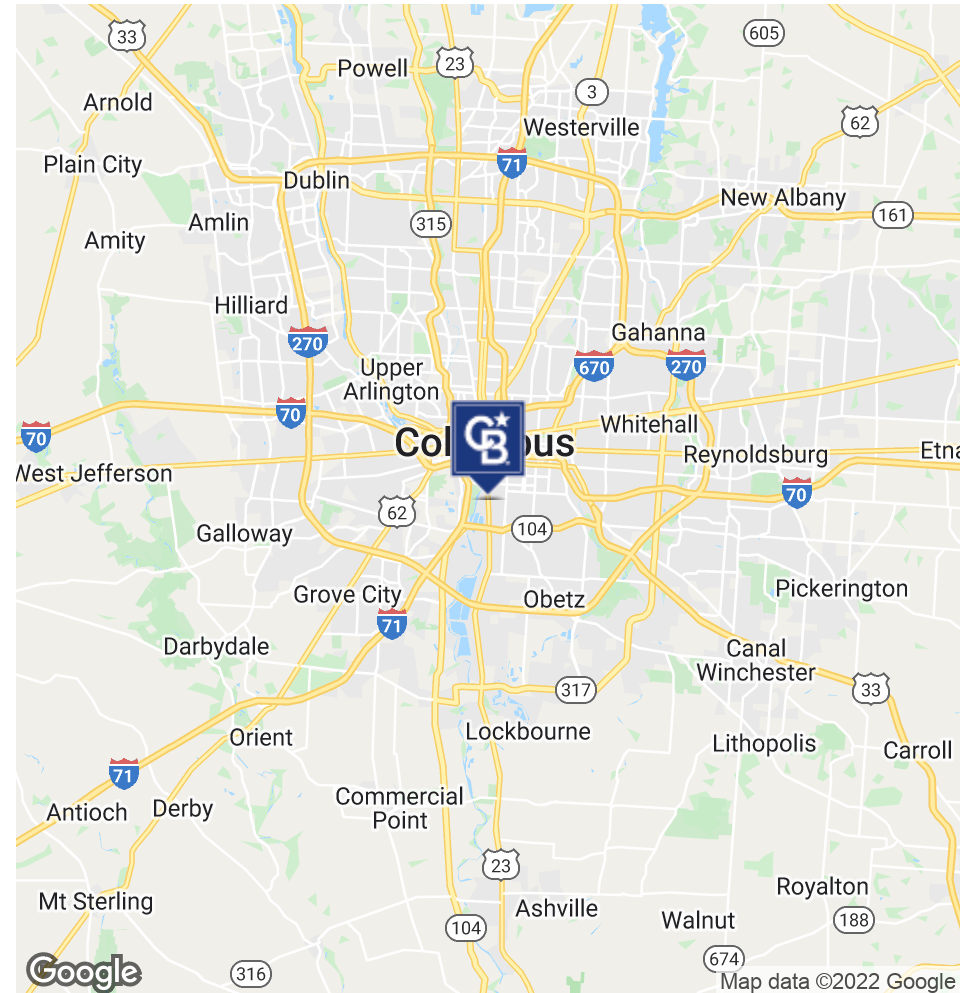 33
605
Powell
23
3
Arnold
62
Westerville
Plain City
71
Dublin
New Albany
161
Amlin
315
Amity
Hilliard
Gahanna
270
670
270
Upper
Arlington
70
Whitehall
70
CB
Col
bus
Reynoldsburg
Etna
West Jefferson
70
62
104
Galloway
Pickerington
Grove City
Obetz
71
Darbydale
Canal
Winchester
317
33
Orient
Lockbourne
Lithopolis
Carroll
71
Commercial
Point
Antioch
Derby
23
Royalton
Mt Sterling
Ashville
Walnut
188
104
674
Google
316
Map data ©2022 Google